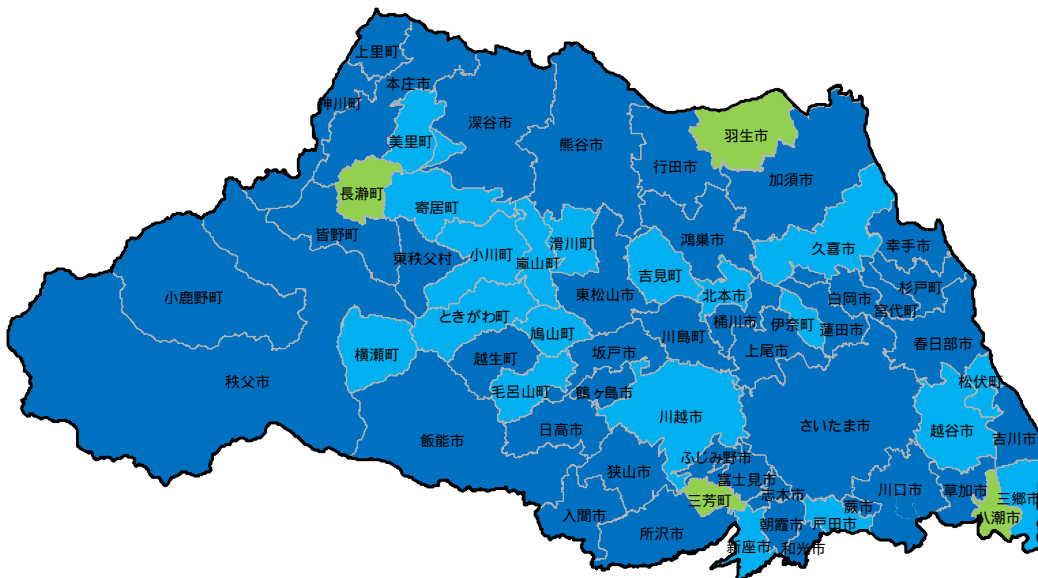 上里町
本庄市
神川町
深谷市
美里町
熊谷市
羽生市
行田市
加須市
長瀞町
寄居町
皆野町
東秩父村
小川町
嵐山町
滑川町
鴻巣市
吉見町
久喜市
幸手市
小鹿野町
東松山市
北本市
白岡市
杉戸町
宮代町
ときがわ町
鳩山町
川島町
桶川市
伊奈町
蓮田市
春日部市
横瀬町
越生町
坂戸市
上尾市
秩父市
毛呂山町
鶴ヶ島市
松伏町
川越市
さいたま市
越谷市
吉川市
飯能市
日高市
狭山市
ふじみ野市
富士見市
志木市
川口市
草加市
三郷市
三芳町
入間市
所沢市
朝霞市
戸田市
蕨市
八潮市
新座市
和光市